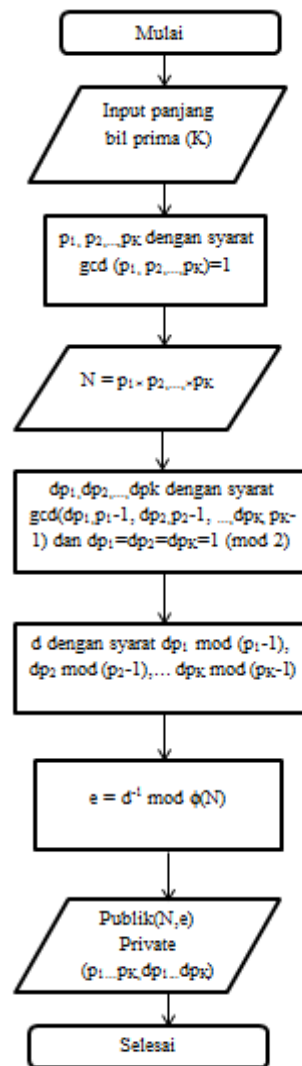 Mulai
Input panjang
bil prima (K)
p₁, p₂,...,pK dengan syarat
gcd (p₁, p₂,...,pK)=1
N = p₁ × p₂,...,×pK
dp₁,dp₂,...,dpk dengan syarat
gcd(dp₁,p₁-1, dp₂,p₂-1, ...,dpK, pK-
1) dan dp₁=dp₂=dpK=1 (mod 2)
d dengan syarat dp₁ mod (p₁-1),
dp₂ mod (p₂-1),… dpK mod (pK-1)
e = d⁻¹ mod ϕ(N)
Publik(N,e)
Private
(p₁...pK,dp₁...dpK)
Selesai